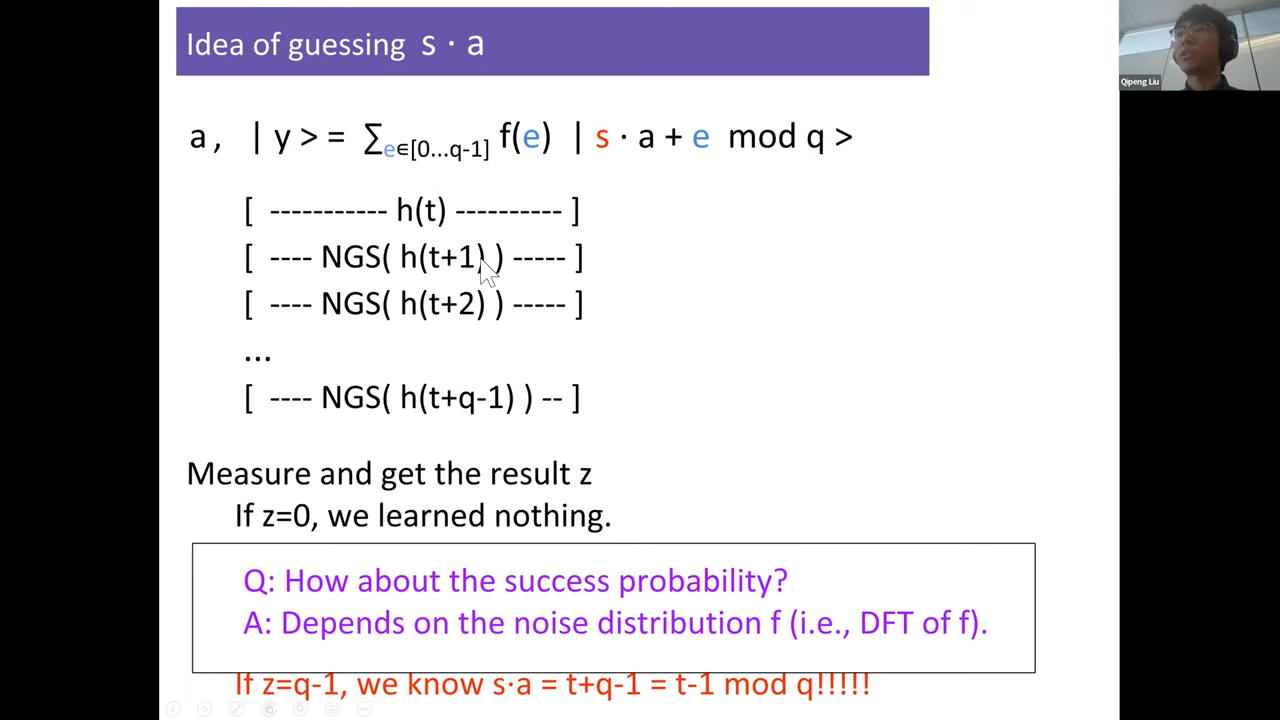 Idea of guessing s · a
Qipeng Liu
a , | y > = ∑e∈[0...q-1] f(e) | s · a + e mod q >
[ ----------- h(t) ---------- ]
[ ---- NGS( h(t+1) ) ----- ]
[ ---- NGS( h(t+2) ) ----- ]
...
[ ---- NGS( h(t+q-1) ) -- ]
Measure and get the result z
If z=0, we learned nothing.
Q: How about the success probability?
A: Depends on the noise distribution f (i.e., DFT of f).
If z=q-1, we know s·a = t+q-1 = t-1 mod q!!!!!